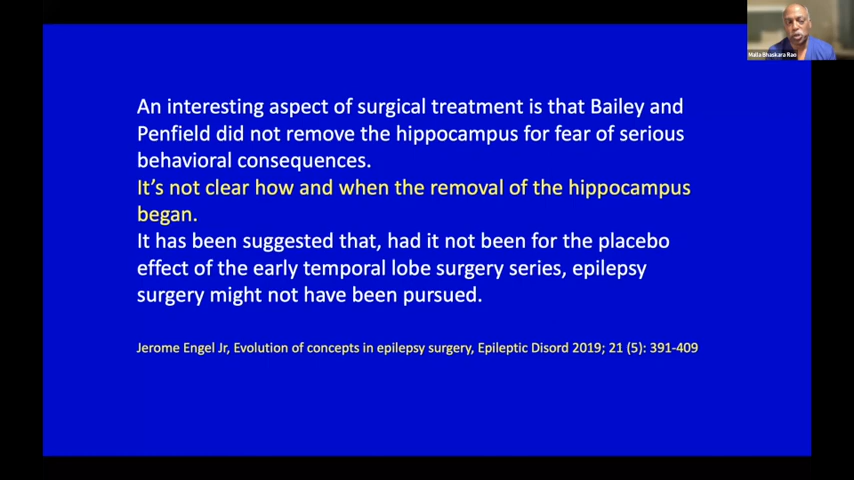 Malla Bhaskara Rao
An interesting aspect of surgical treatment is that Bailey and
Penfield did not remove the hippocampus for fear of serious
behavioral consequences.
It's not clear how and when the removal of the hippocampus
began.
It has been suggested that, had it not been for the placebo
effect of the early temporal lobe surgery series, epilepsy
surgery might not have been pursued.
Jerome Engel Jr, Evolution of concepts in epilepsy surgery, Epileptic Disord 2019; 21 (5): 391-409